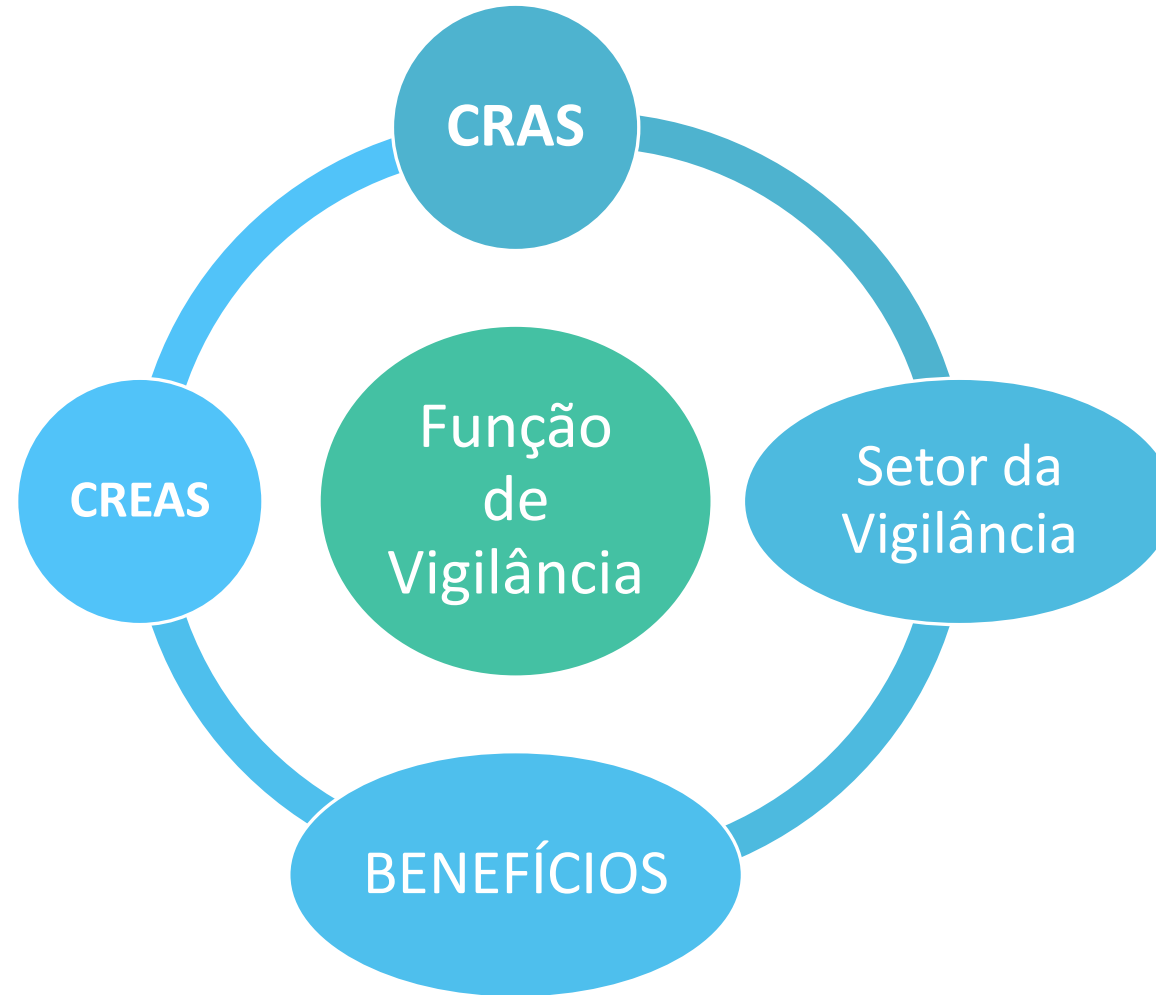 CRAS
Função
de
Vigilância
Setor da
Vigilância
CREAS
BENEFÍCIOS